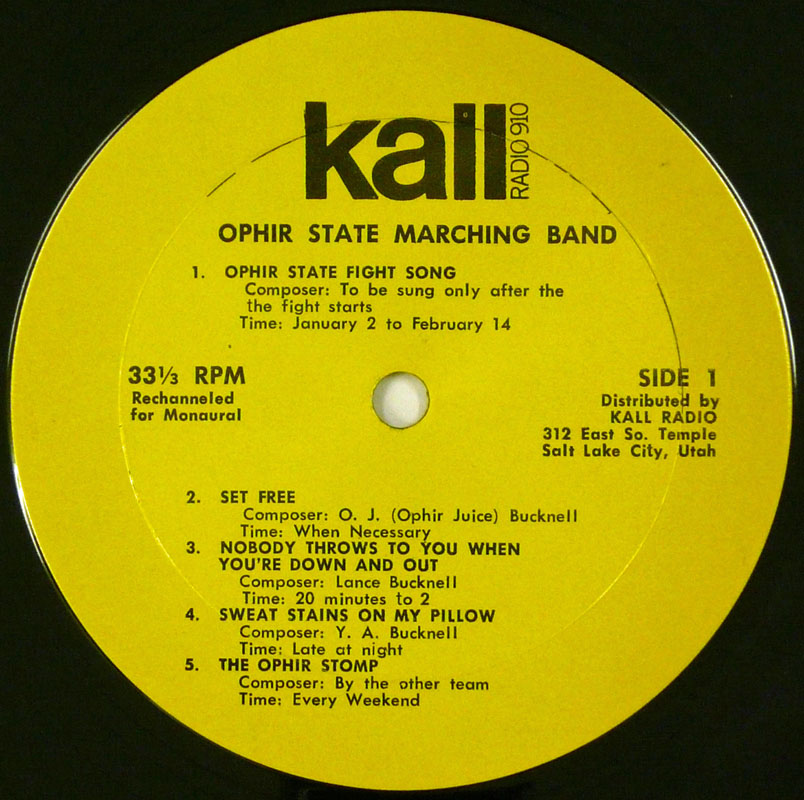 kall
RADIO 910
OPHIR STATE MARCHING BAND
1. OPHIR STATE FIGHT SONG
Composer: To be sung only after the
the fight starts
Time: January 2 to February 14
33⅓ RPM
Rechanneled
for Monaural
SIDE 1
Distributed by
KALL RADIO
312 East So. Temple
Salt Lake City, Utah
2. SET FREE
Composer: O. J. (Ophir Juice) Bucknell
Time: When Necessary
3. NOBODY THROWS TO YOU WHEN
YOU'RE DOWN AND OUT
Composer: Lance Bucknell
Time: 20 minutes to 2
4. SWEAT STAINS ON MY PILLOW
Composer: Y. A. Bucknell
Time: Late at night
5. THE OPHIR STOMP
Composer: By the other team
Time: Every Weekend